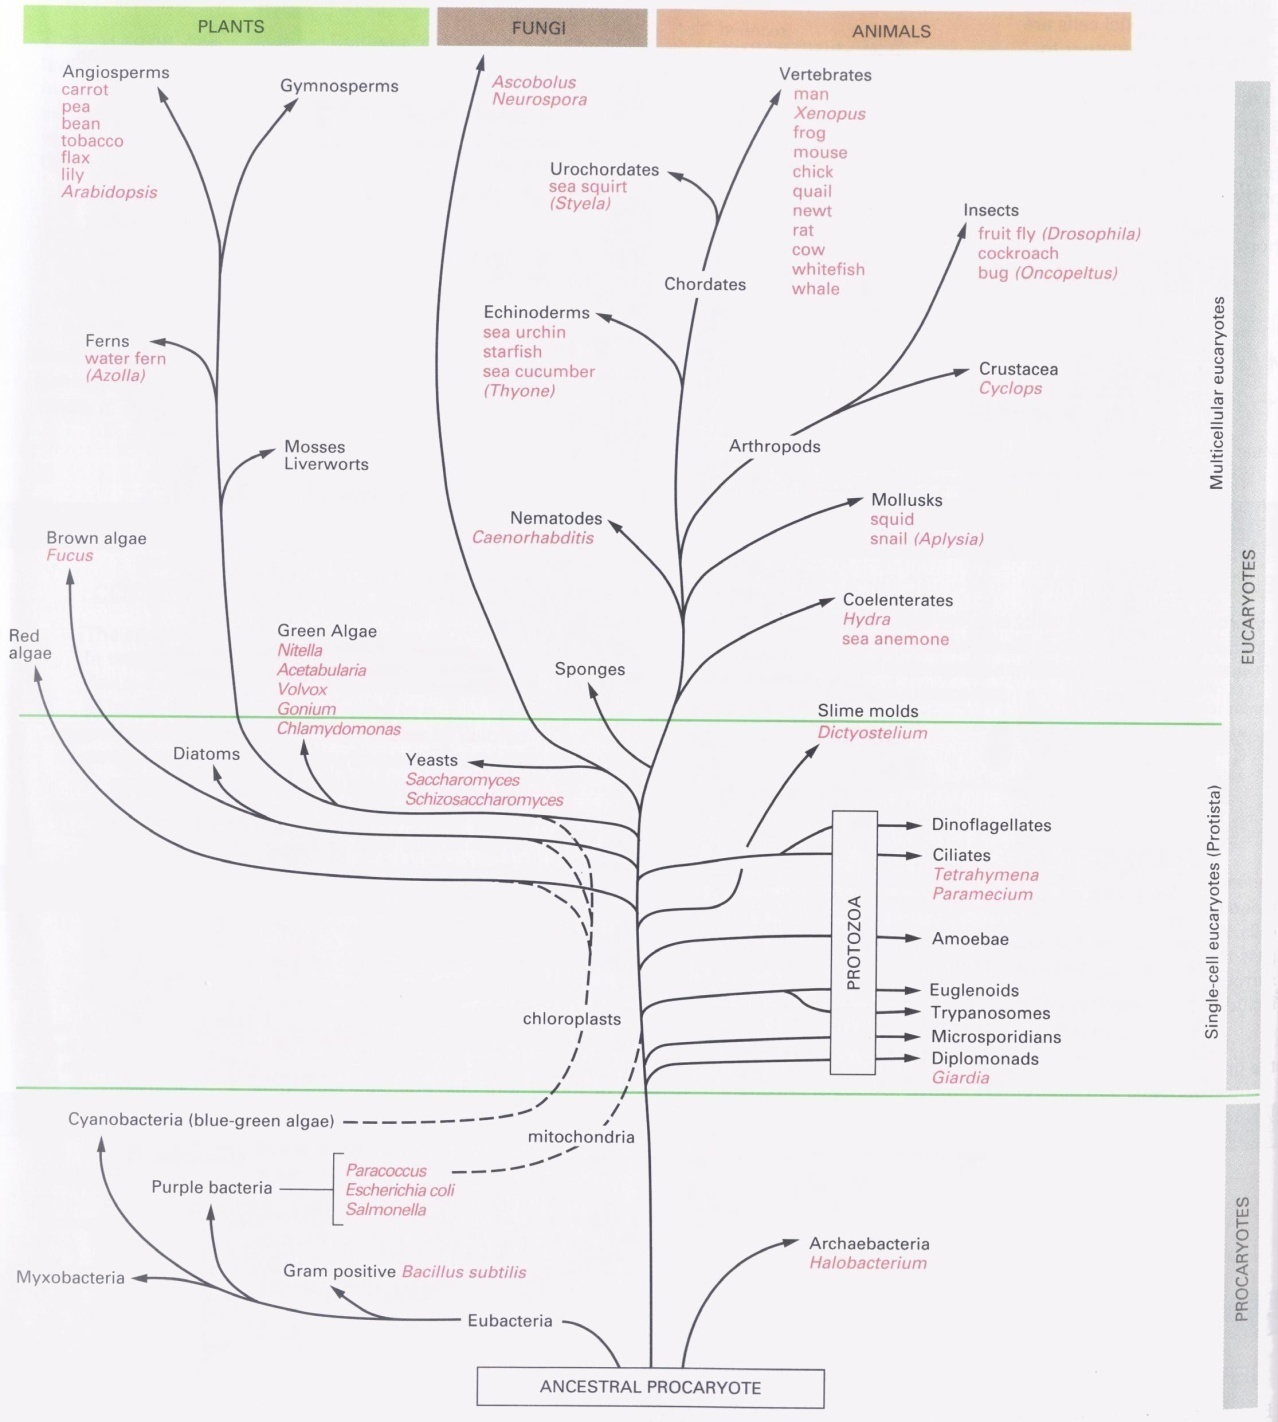 PLANTS
FUNGI
ANIMALS
Angiosperms
carrot
pea
bean
tobacco
flax
lily
Arabidopsis
Gymnosperms
Ascobolus
Neurospora
Vertebrates
man
Xenopus
frog
mouse
chick
quail
newt
rat
cow
whitefish
whale
Urochordates
sea squirt
(Styela)
Insects
fruit fly (Drosophila)
cockroach
bug (Oncopeltus)
Chordates
Echinoderms
sea urchin
starfish
sea cucumber
(Thyone)
Ferns
water fern
(Azolla)
Crustacea
Cyclops
Arthropods
Mosses
Liverworts
Mollusks
squid
snail (Aplysia)
Nematodes
Caenorhabditis
Brown algae
Fucus
Coelenterates
Hydra
sea anemone
Red
algae
Green Algae
Nitella
Acetabularia
Volvox
Gonium
Chlamydomonas
Sponges
Slime molds
Dictyostelium
Diatoms
Yeasts
Saccharomyces
Schizosaccharomyces
PROTOZOA
Dinoflagellates
Ciliates
Tetrahymena
Paramecium
Amoebae
Euglenoids
Trypanosomes
Microsporidians
Diplomonads
Giardia
chloroplasts
mitochondria
Cyanobacteria (blue-green algae)
Purple bacteria
Paracoccus
Escherichia coli
Salmonella
Myxobacteria
Gram positive Bacillus subtilis
Eubacteria
Archaebacteria
Halobacterium
ANCESTRAL PROCARYOTE
Multicellular eucaryotes
Single-cell eucaryotes (Protista)
EUCARYOTES
PROCARYOTES